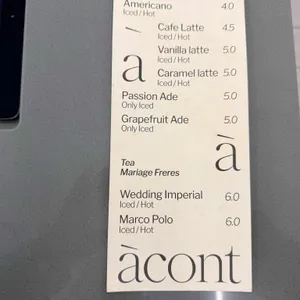 Americano 4.0
Iced / Hot
Cafe Latte 4.5
Iced / Hot
Vanilla latte 5.0
Iced / Hot
à
Caramel latte 5.0
Iced / Hot
Passion Ade 5.0
Only Iced
Grapefruit Ade 5.0
Only Iced
à
Tea
Mariage Freres
Wedding Imperial 6.0
Iced / Hot
Marco Polo 6.0
Iced / Hot
àcont